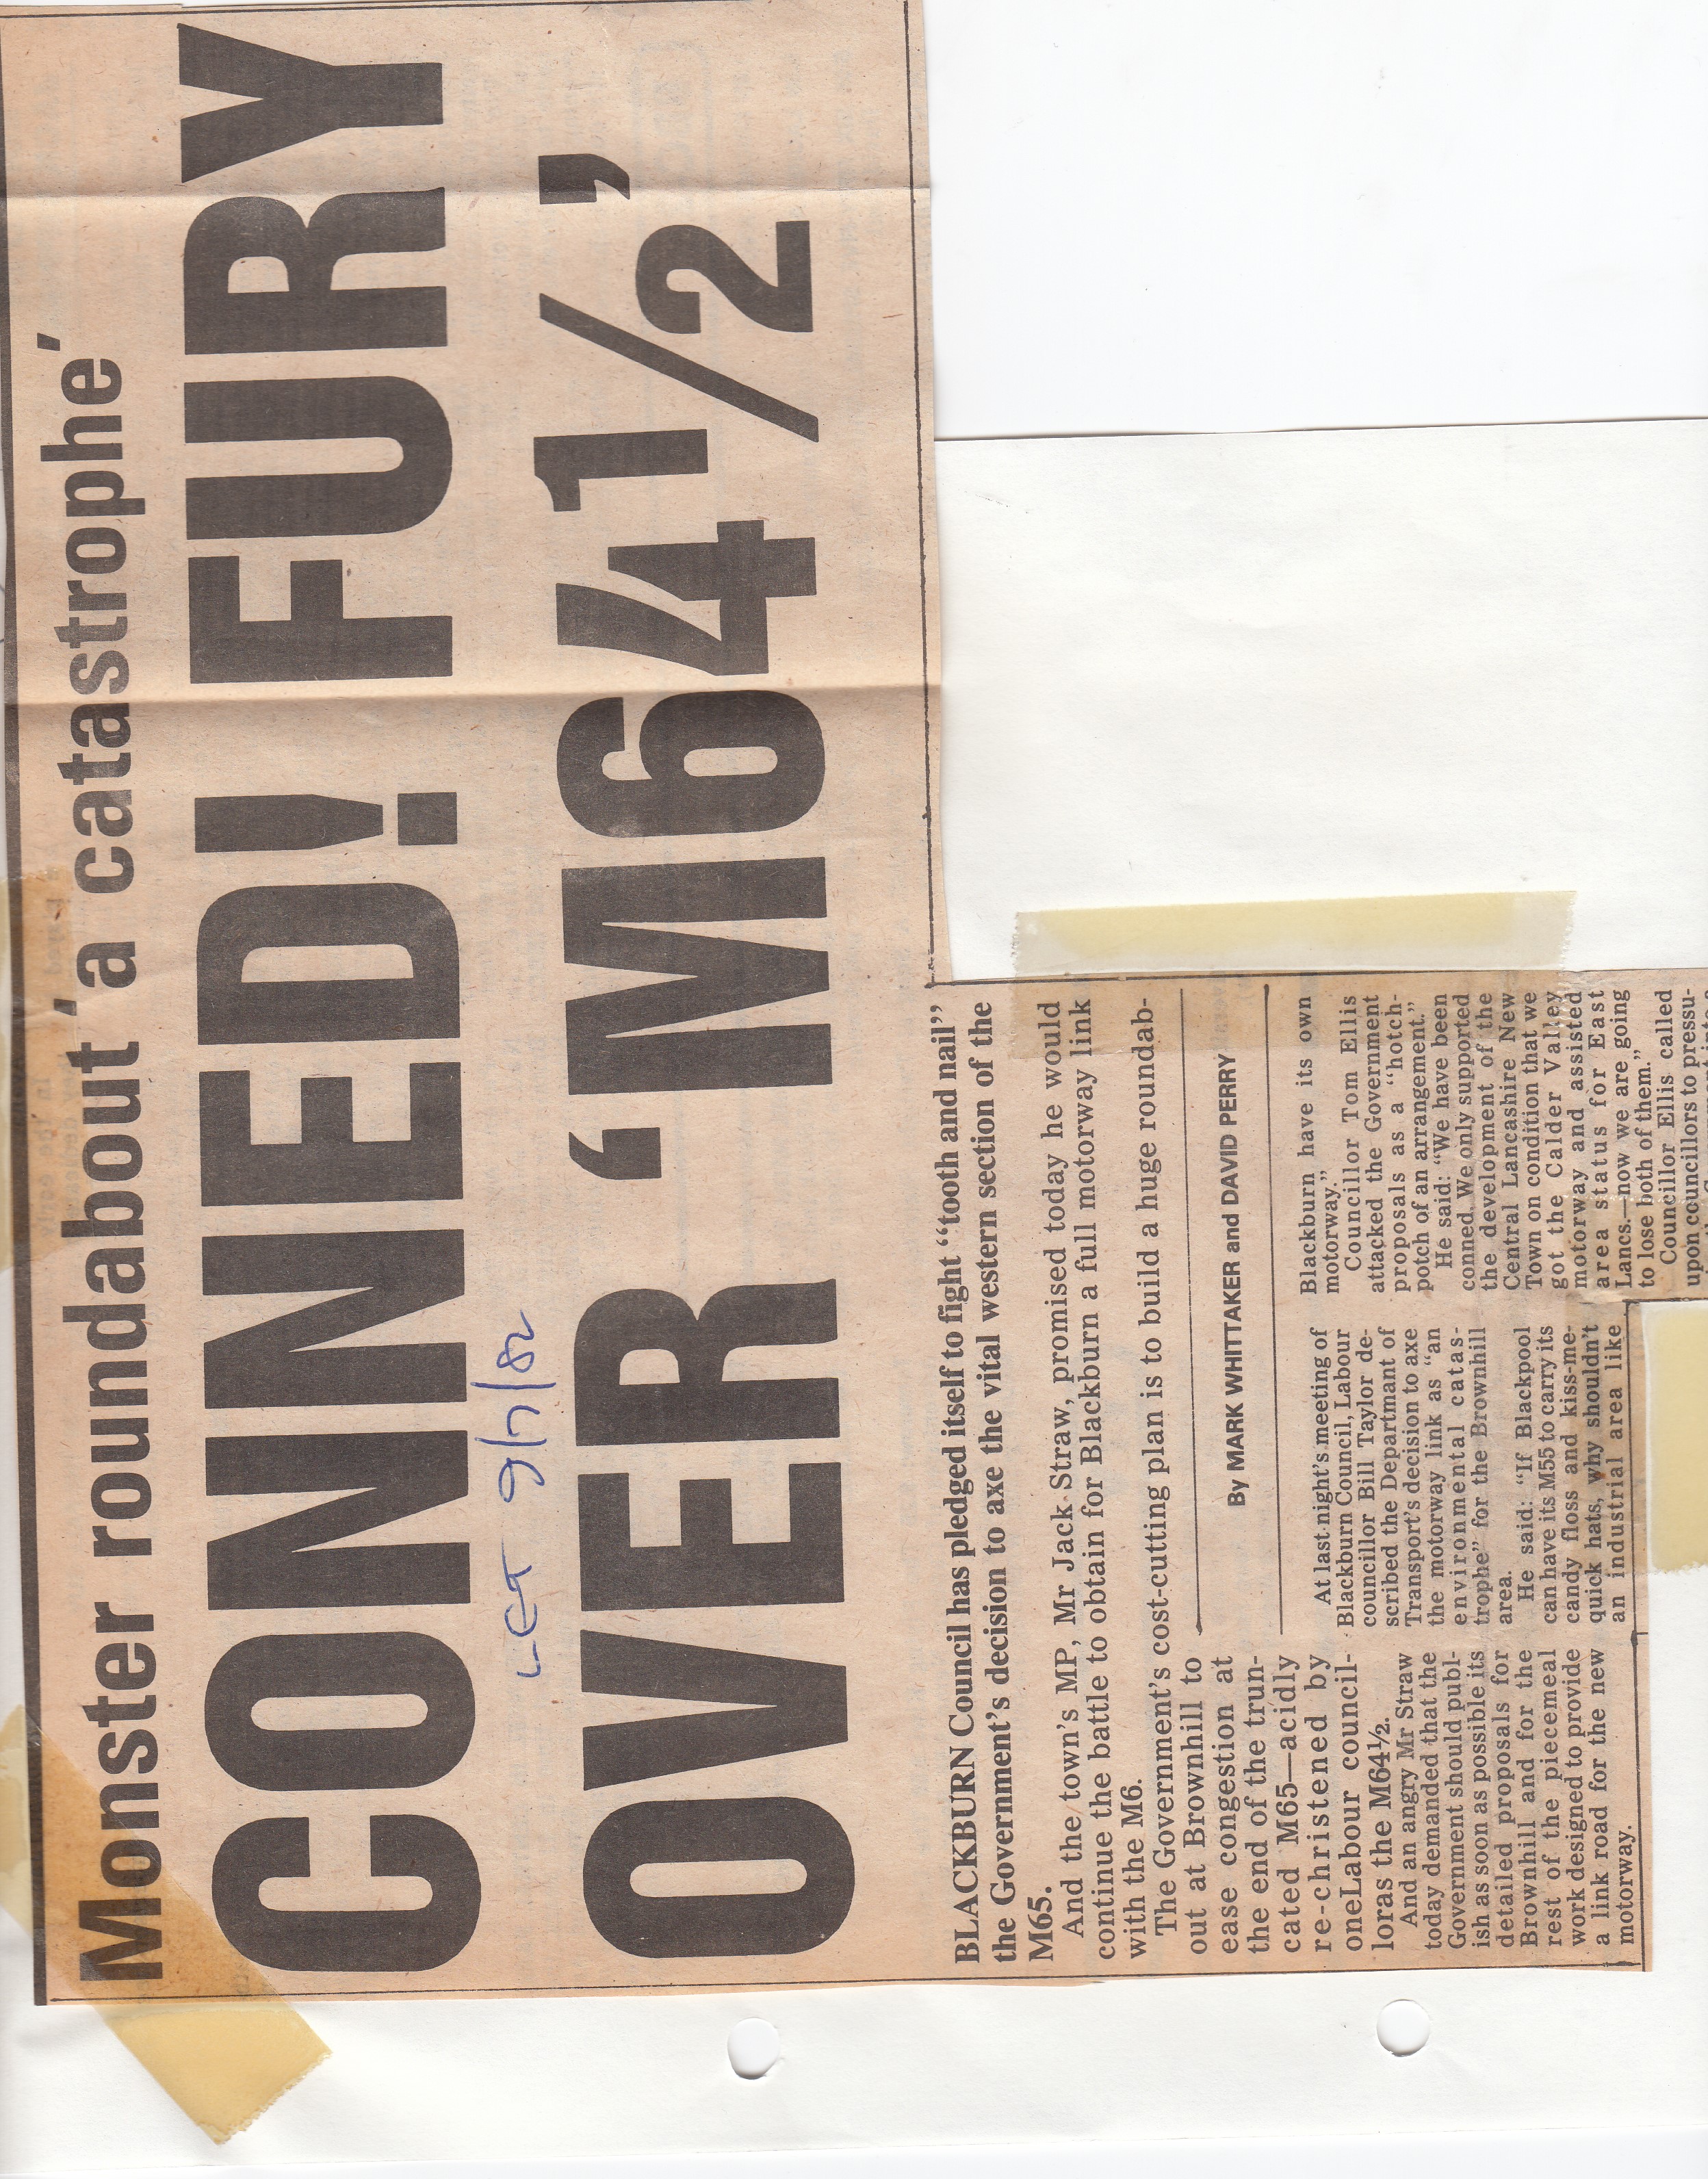 Monster roundabout 'a catastrophe'
CONNED! FURY
LET 9/7/82
OVER 'M64 1/2'
BLACKBURN Council has pledged itself to fight “tooth and nail”
the Government's decision to axe the vital western section of the
M65.
And the town's MP, Mr Jack Straw, promised today he would
continue the battle to obtain for Blackburn a full motorway link
with the M6.
The Government's cost-cutting plan is to build a huge roundab-
out at Brownhill to
ease congestion at
the end of the trun-
cated M65—acidly
re-christened by
oneLabour council-
loras the M64½.
And an angry Mr Straw
today demanded that the
Government should publ-
ish as soon as possible its
detailed proposals for
Brownhill and for the
rest of the piecemeal
work designed to provide
a link road for the new
motorway.
By MARK WHITTAKER and DAVID PERRY
At last night's meeting of
Blackburn Council, Labour
councillor Bill Taylor de-
scribed the Departmant of
Transport's decision to axe
the motorway link as “an
environmental catas-
trophe” for the Brownhill
area.
He said: “If Blackpool
can have its M55 to carry its
candy floss and kiss-me-
quick hats, why shouldn't
an industrial area like
Blackburn have its own
motorway.”
Councillor Tom Ellis
attacked the Government
proposals as a “hotch-
potch of an arrangement.”
He said: “We have been
conned. We only supported
the development of the
Central Lancashire New
Town on condition that we
got the Calder Valley
motorway and assisted
area status for East
Lancs.—now we are going
to lose both of them.”
Councillor Ellis called
upon councillors to pressu-